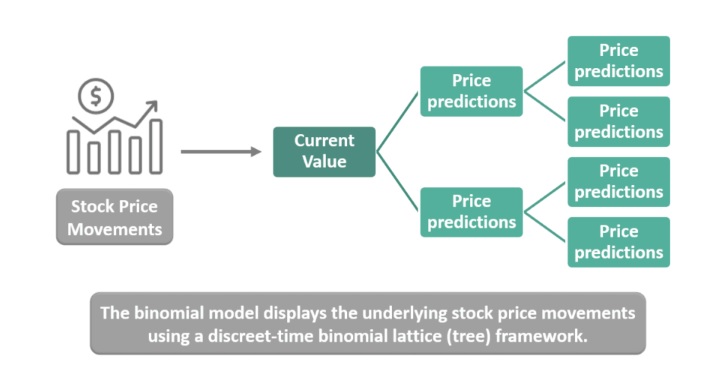 $
Stock Price
Movements
Current
Value
Price
predictions
Price
predictions
Price
predictions
Price
predictions
Price
predictions
Price
predictions
The binomial model displays the underlying stock price movements
using a discreet-time binomial lattice (tree) framework.